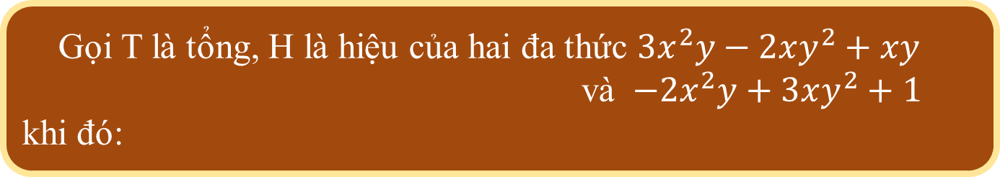 Gọi T là tổng, H là hiệu của hai đa thức 3x²y − 2xy² + xy
và −2x²y + 3xy² + 1
khi đó: